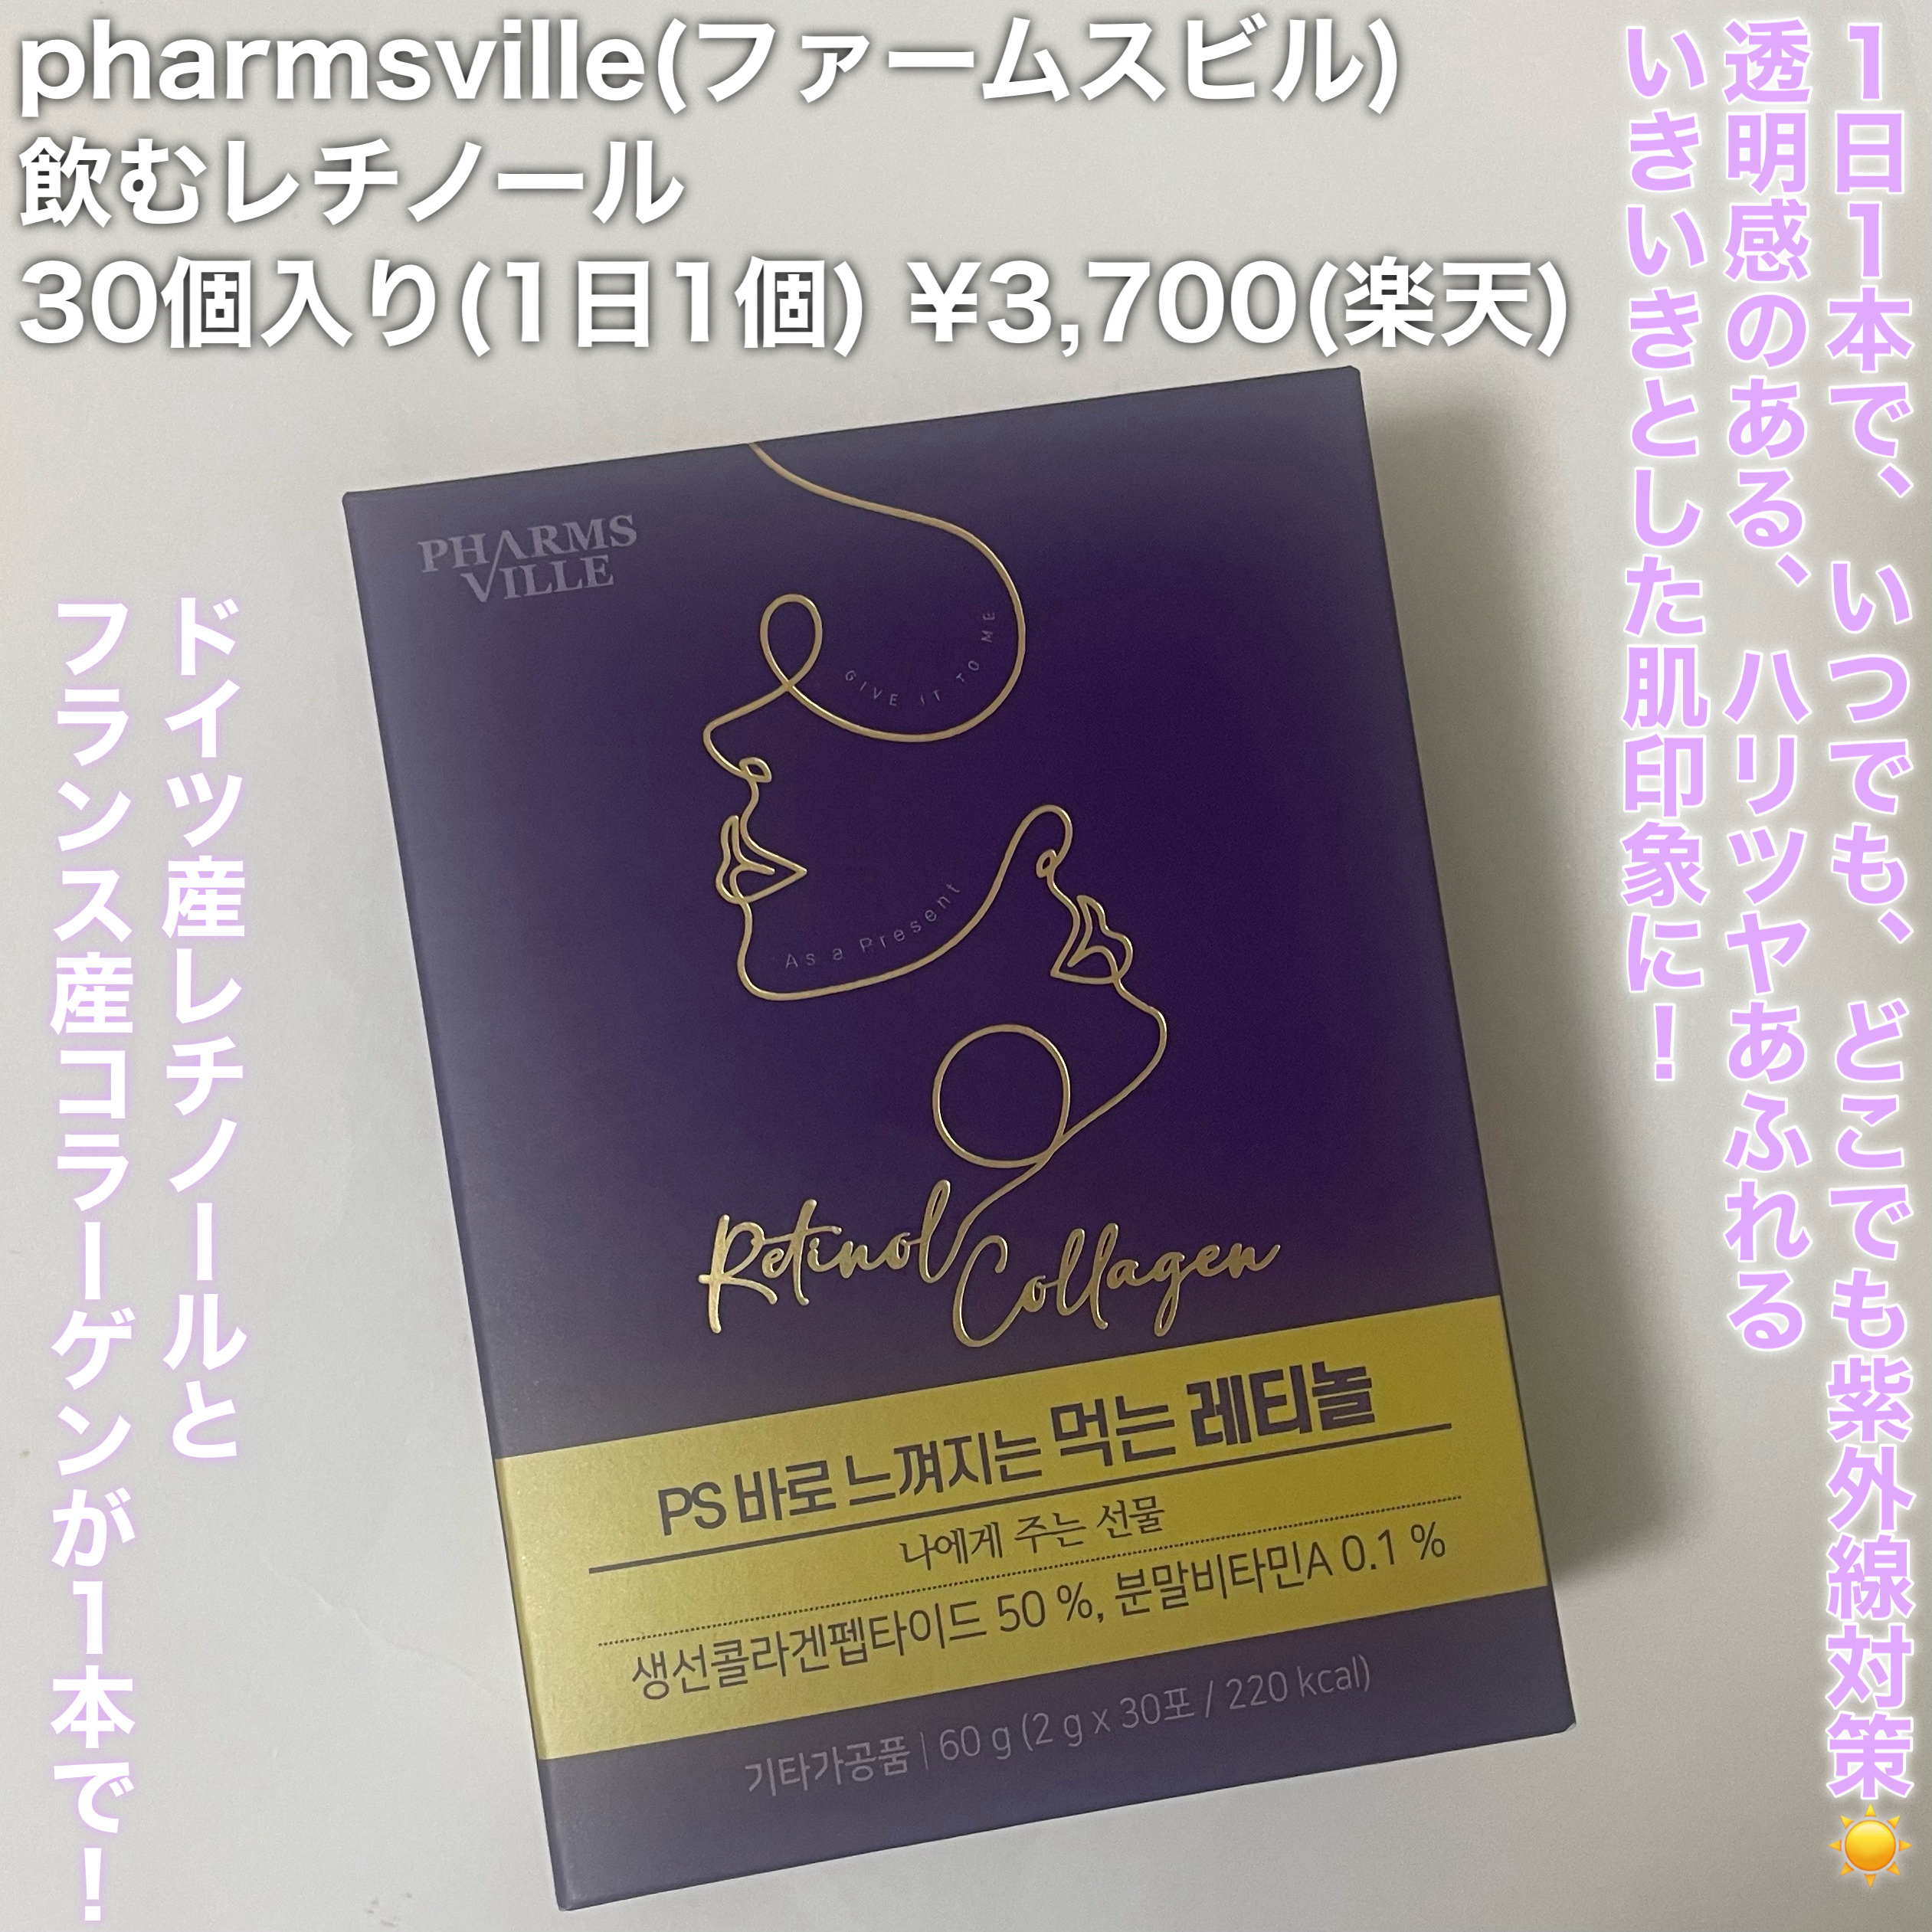 pharmsville(ファームスビル)
飲むレチノール
30個入り(1日1個) ¥3,700(楽天)
1日1本で、いつでも、どこでも紫外線対策☀️
透明感のある、ハリツヤあふれる
いきいきとした肌印象に！
ドイツ産レチノールと
フランス産コラーゲンが1本で！
PHARMS
VILLE
GIVE IT TO ME
As a Present
Retinol
Collagen
PS 바로 느껴지는 먹는 레티놀
나에게 주는 선물
생선콜라겐펩타이드 50 %, 분말비타민A 0.1 %
기타가공품 | 60 g (2 g x 30포 / 220 kcal)